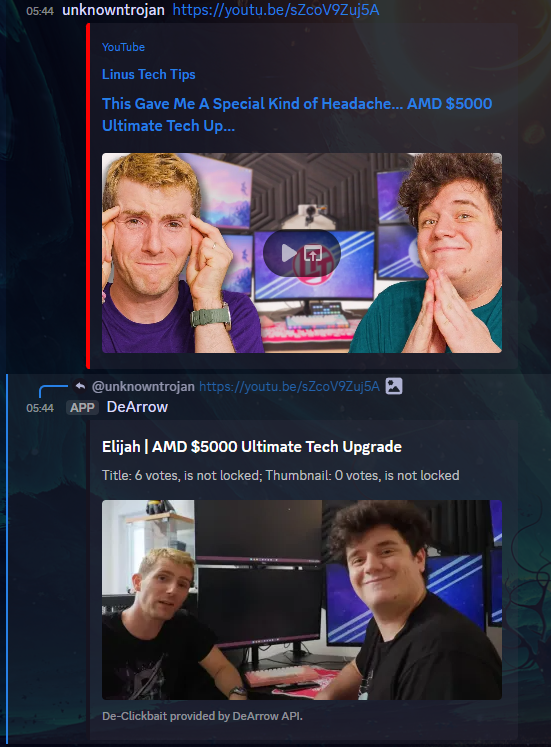 05:44 unknowntrojan https://youtu.be/sZcoV9Zuj5A
YouTube
Linus Tech Tips
This Gave Me A Special Kind of Headache... AMD $5000
Ultimate Tech Up...
@unknowntrojan https://youtu.be/sZcoV9Zuj5A
05:44 APP DeArrow
Elijah | AMD $5000 Ultimate Tech Upgrade
Title: 6 votes, is not locked; Thumbnail: 0 votes, is not locked
De-Clickbait provided by DeArrow API.